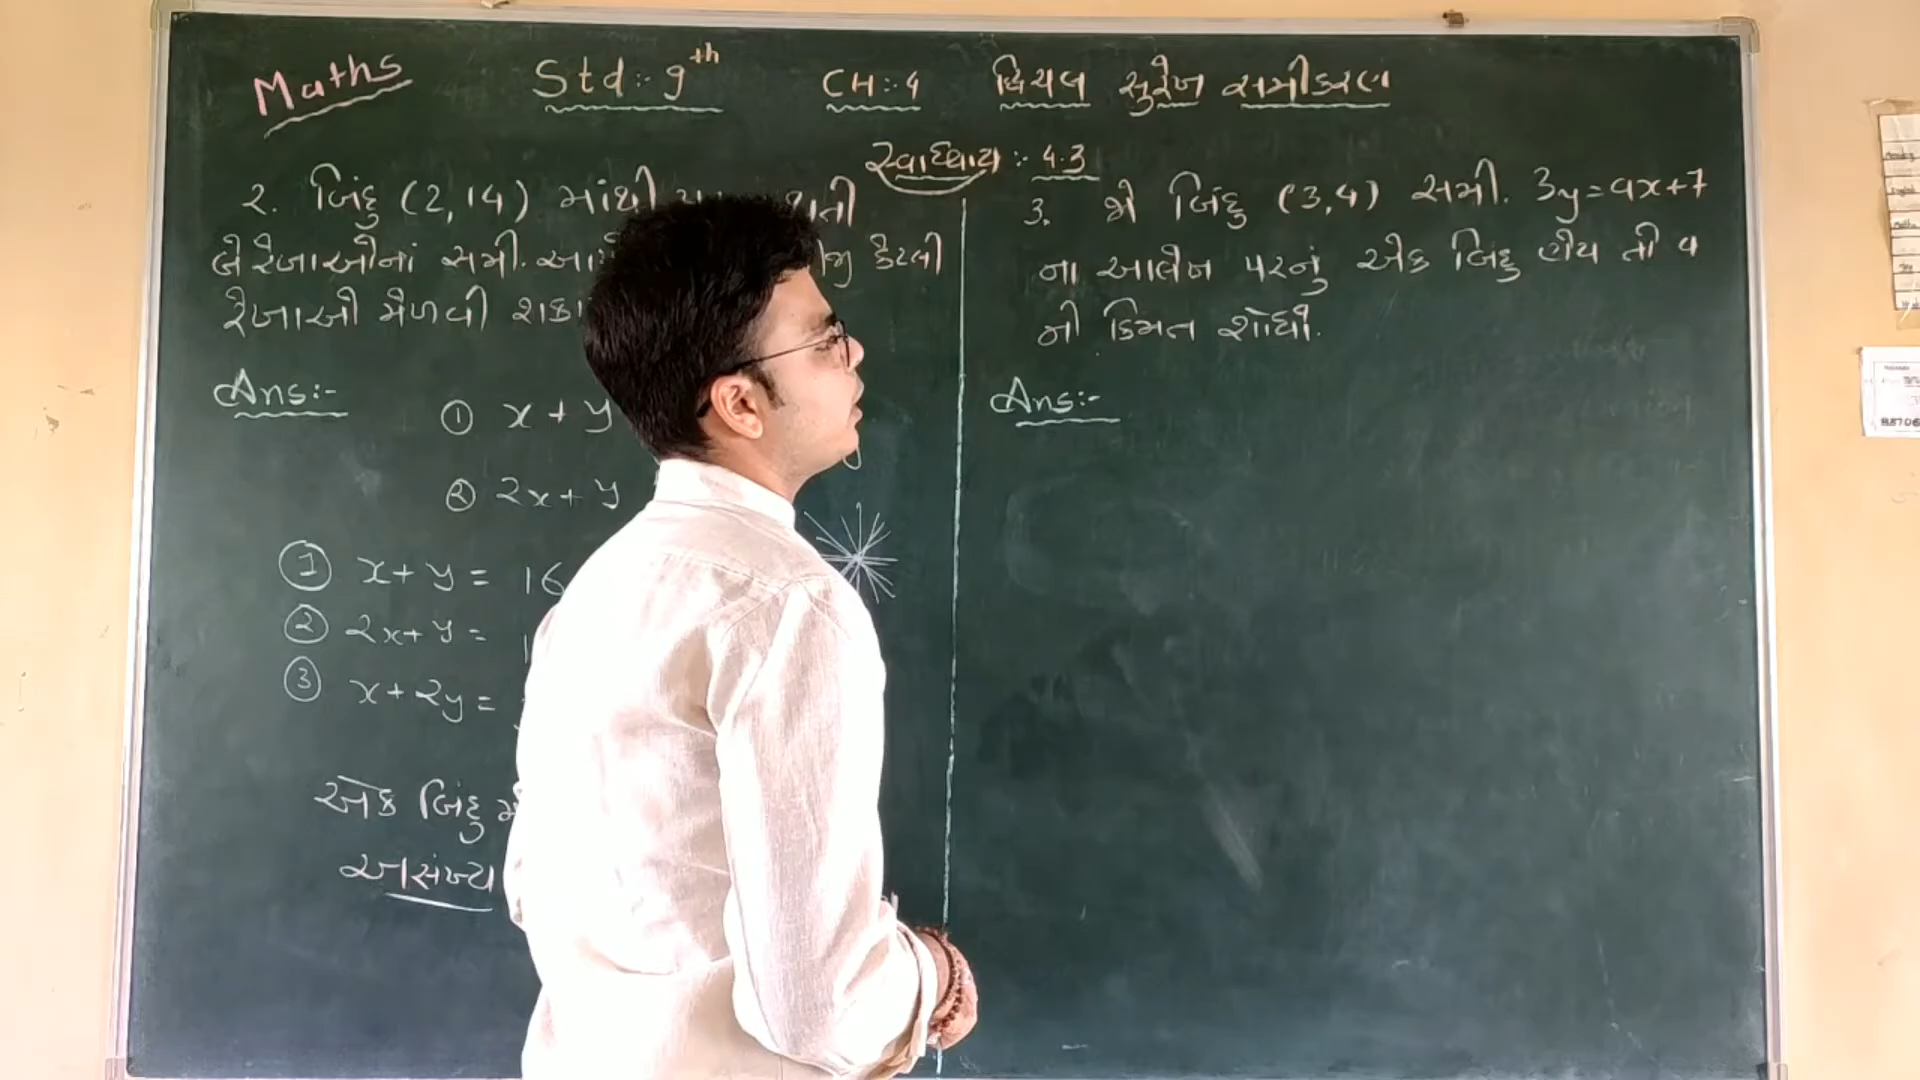 Maths Std:- 9th CH:-4 દ્વિચલ સુરેખ સમીકરણ
સ્વાધ્યાય :- 4.3
૨. બિંદુ (2,14) માંથી
બે રેખાઓનાં સમી. કેટલી
રેખાઓ મેળવી
Ans:-
① x + y
② 2x + y
① x + y = 16
② 2x + y =
③ x + 2y =
એક બિંદુ
અસંખ્ય
3. જો બિંદુ (3,4) સમી. 3y = ax + 7
ના આલેખ પરનું એક બિંદુ હોય તો a
ની કિંમત શોધો.
Ans:-